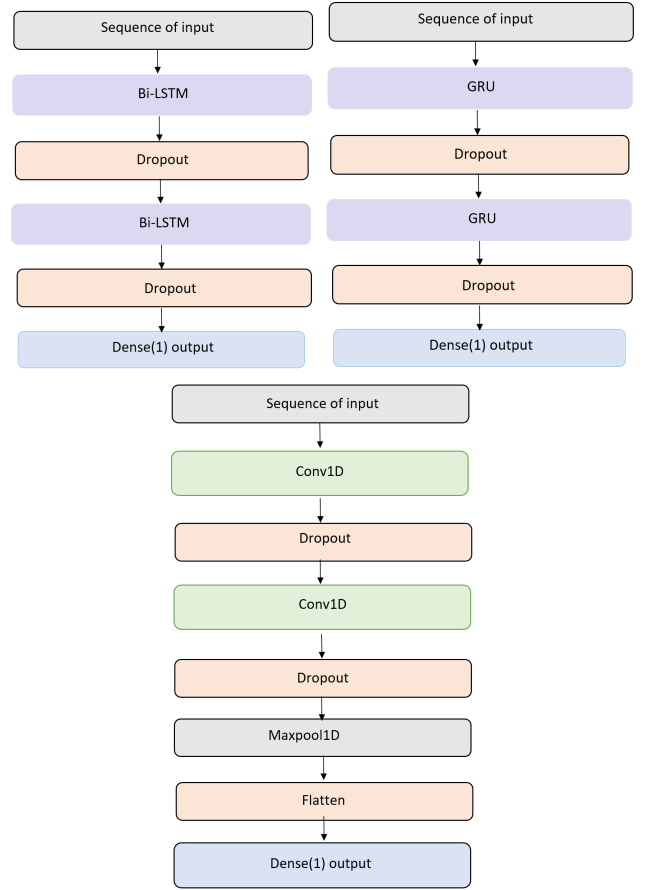 Sequence of input
Bi-LSTM
Dropout
Bi-LSTM
Dropout
Dense(1) output
Sequence of input
GRU
Dropout
GRU
Dropout
Dense(1) output
Sequence of input
Conv1D
Dropout
Conv1D
Dropout
Maxpool1D
Flatten
Dense(1) output